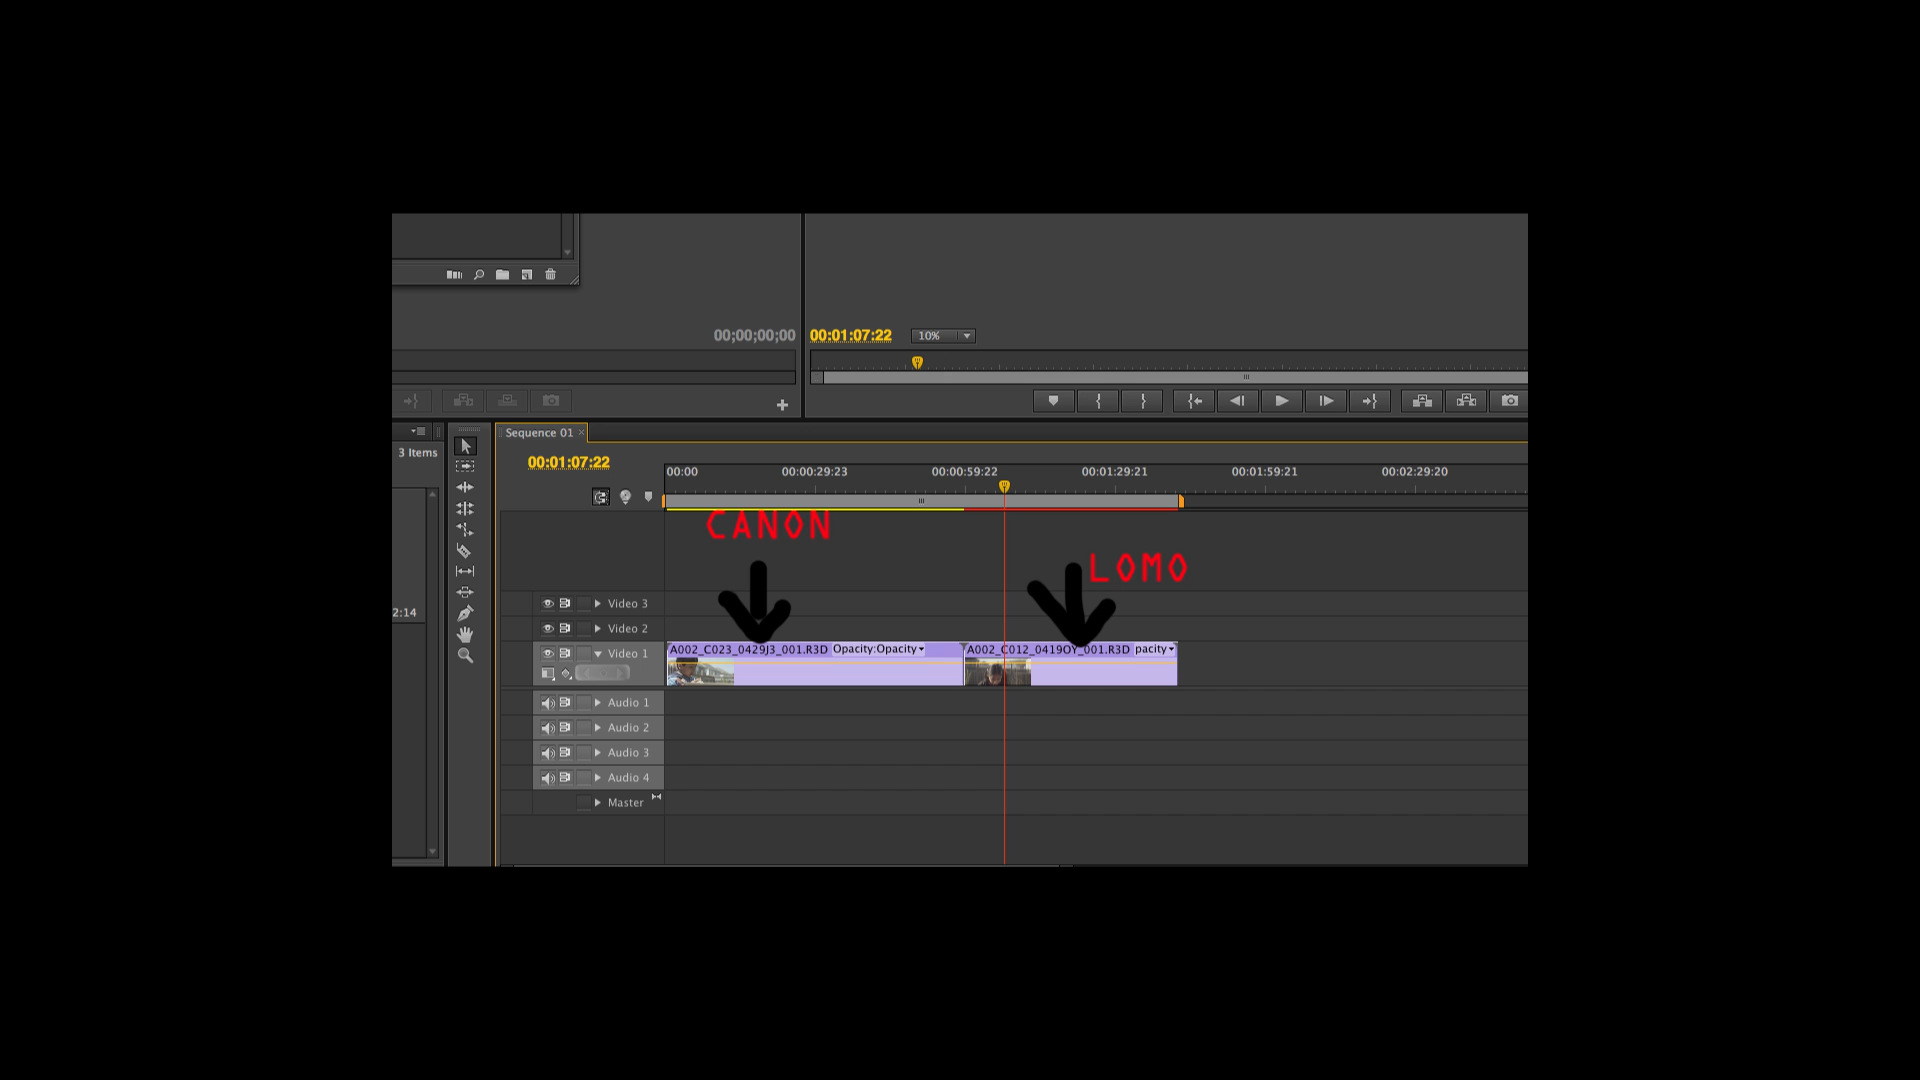 00;00;00;00
00:01:07:22
10%
3 Items
Sequence 01
00:01:07:22
00:00
00:00:29:23
00:00:59:22
00:01:29:21
00:01:59:21
00:02:29:20
CANON
LOMO
2:14
Video 3
Video 2
Video 1
A002_C023_0429J3_001.R3D Opacity:Opacity
A002_C012_0419OY_001.R3D pacity
Audio 1
Audio 2
Audio 3
Audio 4
Master